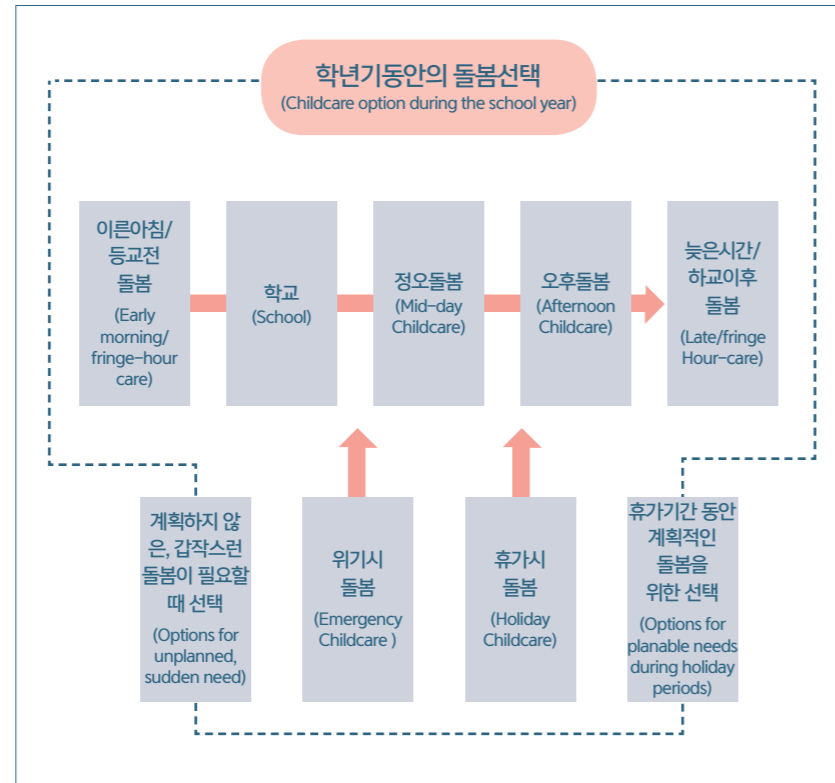 학년기동안의 돌봄선택
(Childcare option during the school year)
이른아침/
등교전
돌봄
(Early
morning/
fringe-hour
care)
학교
(School)
정오돌봄
(Mid-day
Childcare)
오후돌봄
(Afternoon
Childcare)
늦은시간/
하교이후
돌봄
(Late/fringe
Hour-care)
계획하지 않
은, 갑작스런
돌봄이 필요할
때 선택
(Options for
unplanned,
sudden need)
위기시
돌봄
(Emergency
Childcare )
휴가시
돌봄
(Holiday
Childcare)
휴가기간 동안
계획적인
돌봄을
위한 선택
(Options for
planable needs
during holiday
periods)